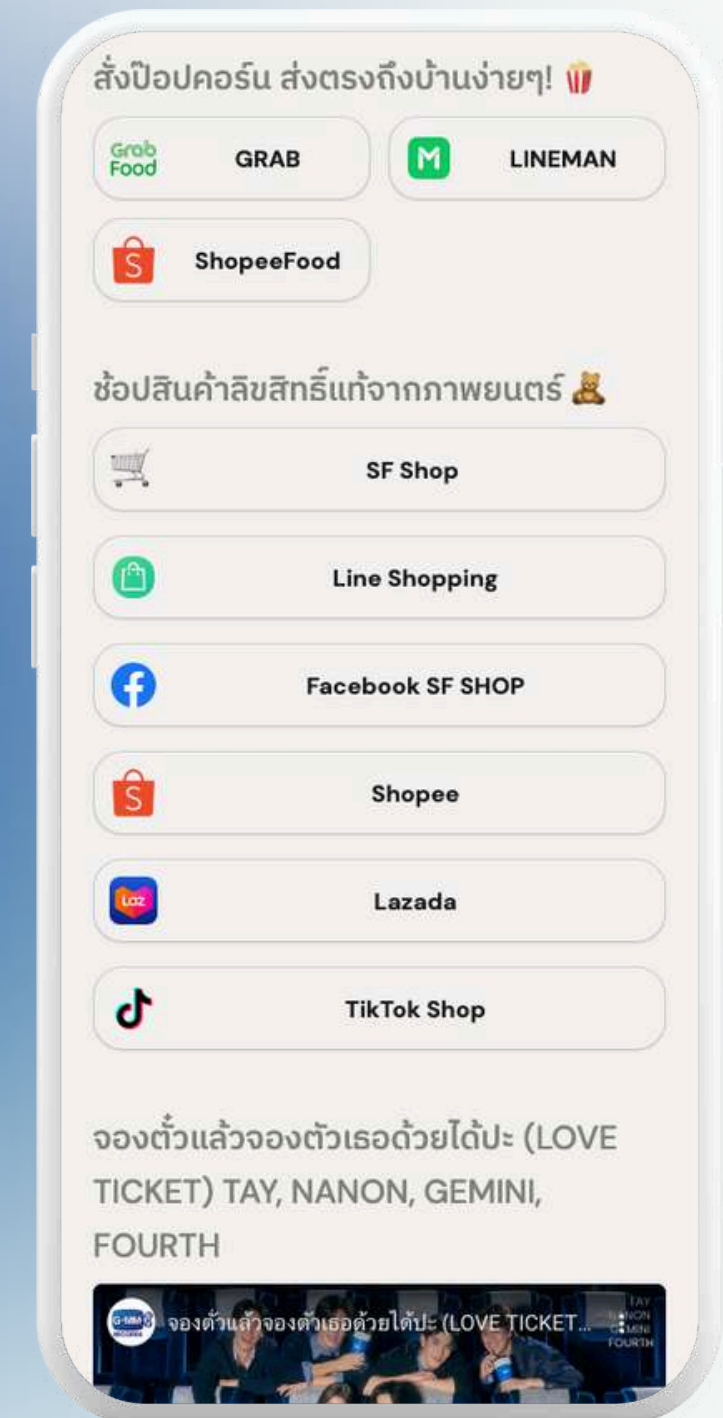 สั่งป๊อปคอร์น ส่งตรงถึงบ้านง่ายๆ! 🍿
Grab
Food
GRAB
M
LINEMAN
S
ShopeeFood
ช้อปสินค้าลิขสิทธิ์แท้จากภาพยนตร์ 🧸
SF Shop
Line Shopping
Facebook SF SHOP
S
Shopee
Laz
Lazada
TikTok Shop
จองตั๋วแล้วจองตัวเธอด้วยได้ปะ (LOVE
TICKET) TAY, NANON, GEMINI,
FOURTH
จองตั๋วแล้วจองตัวเธอด้วยได้ปะ (LOVE TICKET...
TAY
NANON
GEMINI
FOURTH